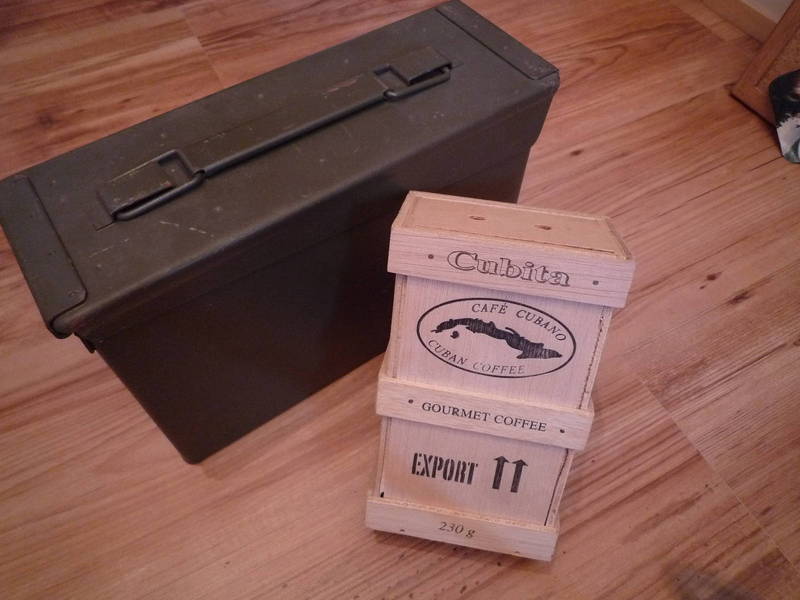 Cubita
CAFÉ CUBANO
CUBAN COFFEE
GOURMET COFFEE
EXPORT
230 g